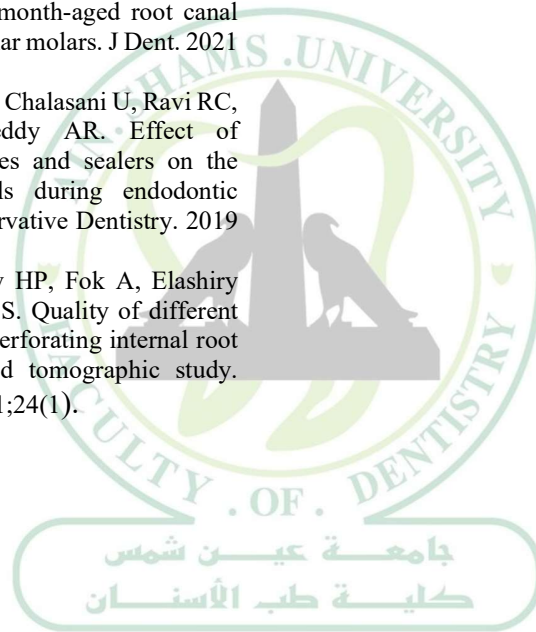 month-aged root canal
ar molars. J Dent. 2021
Chalasani U, Ravi RC,
eddy AR. Effect of
es and sealers on the
ls during endodontic
rvative Dentistry. 2019
HP, Fok A, Elashiry
S. Quality of different
erforating internal root
d tomographic study.
1;24(1).
AIN.SHAMS .UNIVERSITY
FACULTY . OF . DENTISTRY
جامعة عين شمس
كلية طب الأسنان